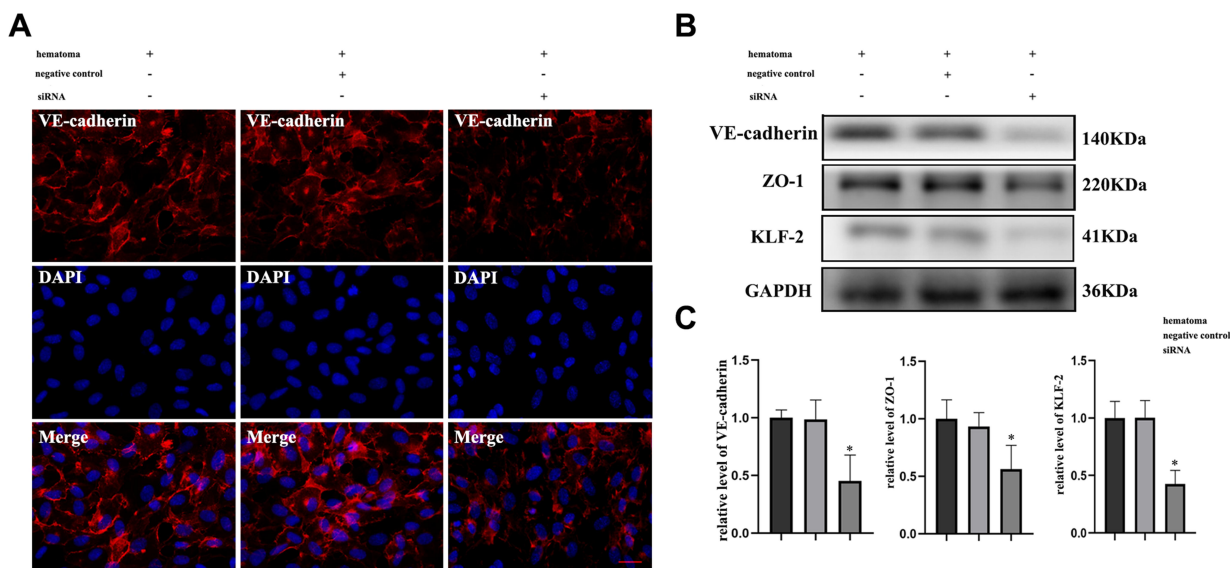 A
hematoma + + +
negative control - + -
siRNA - - +
VE-cadherin VE-cadherin VE-cadherin
DAPI DAPI DAPI
Merge Merge Merge
B
hematoma + + +
negative control - + -
siRNA - - +
VE-cadherin 140KDa
ZO-1 220KDa
KLF-2 41KDa
GAPDH 36KDa
C
hematoma
negative control
siRNA
relative level of VE-cadherin
1.5
1.0
0.5
0.0
*
relative level of ZO-1
1.5
1.0
0.5
0.0
*
relative level of KLF-2
1.5
1.0
0.5
0.0
*